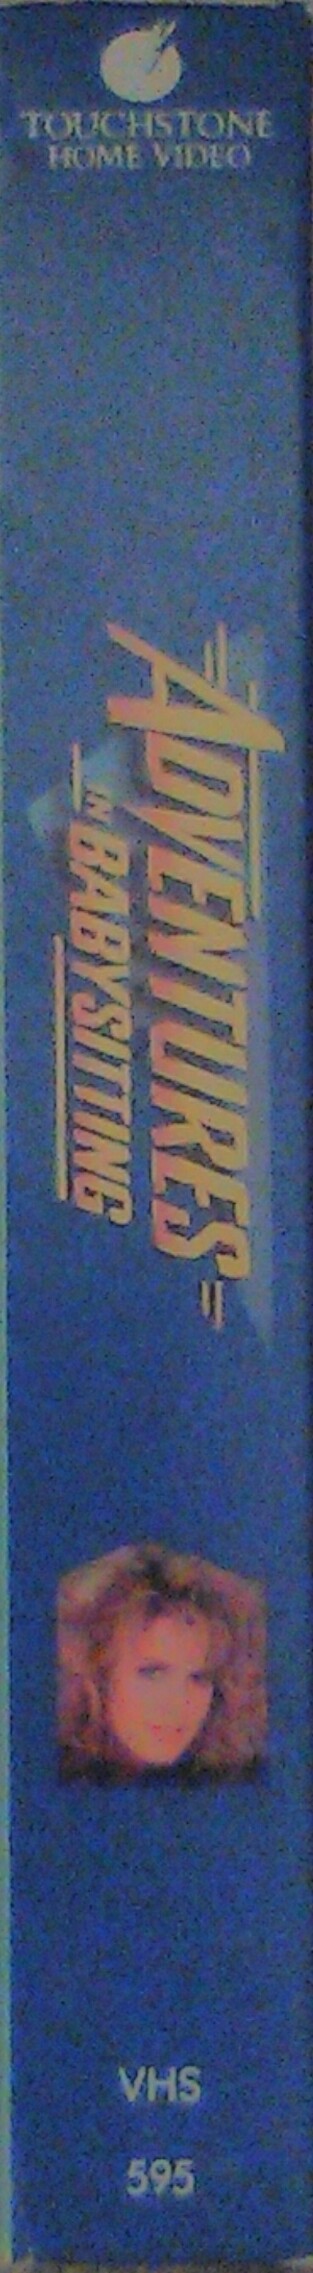 TOUCHSTONE
HOME VIDEO
ADVENTURES
IN BABYSITTING
VHS
595